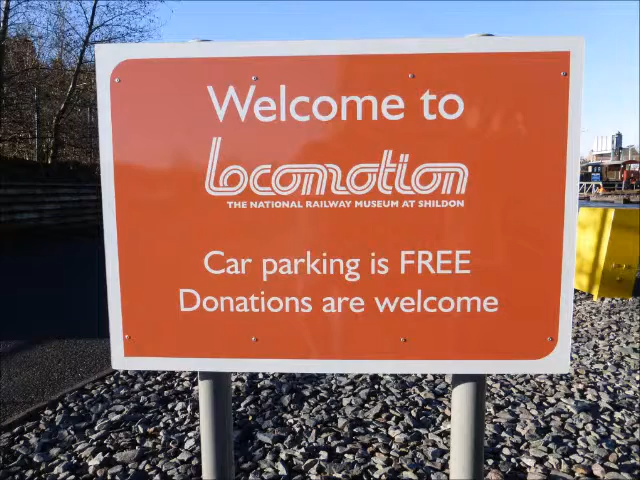 Welcome to
locomotion
THE NATIONAL RAILWAY MUSEUM AT SHILDON
Car parking is FREE
Donations are welcome